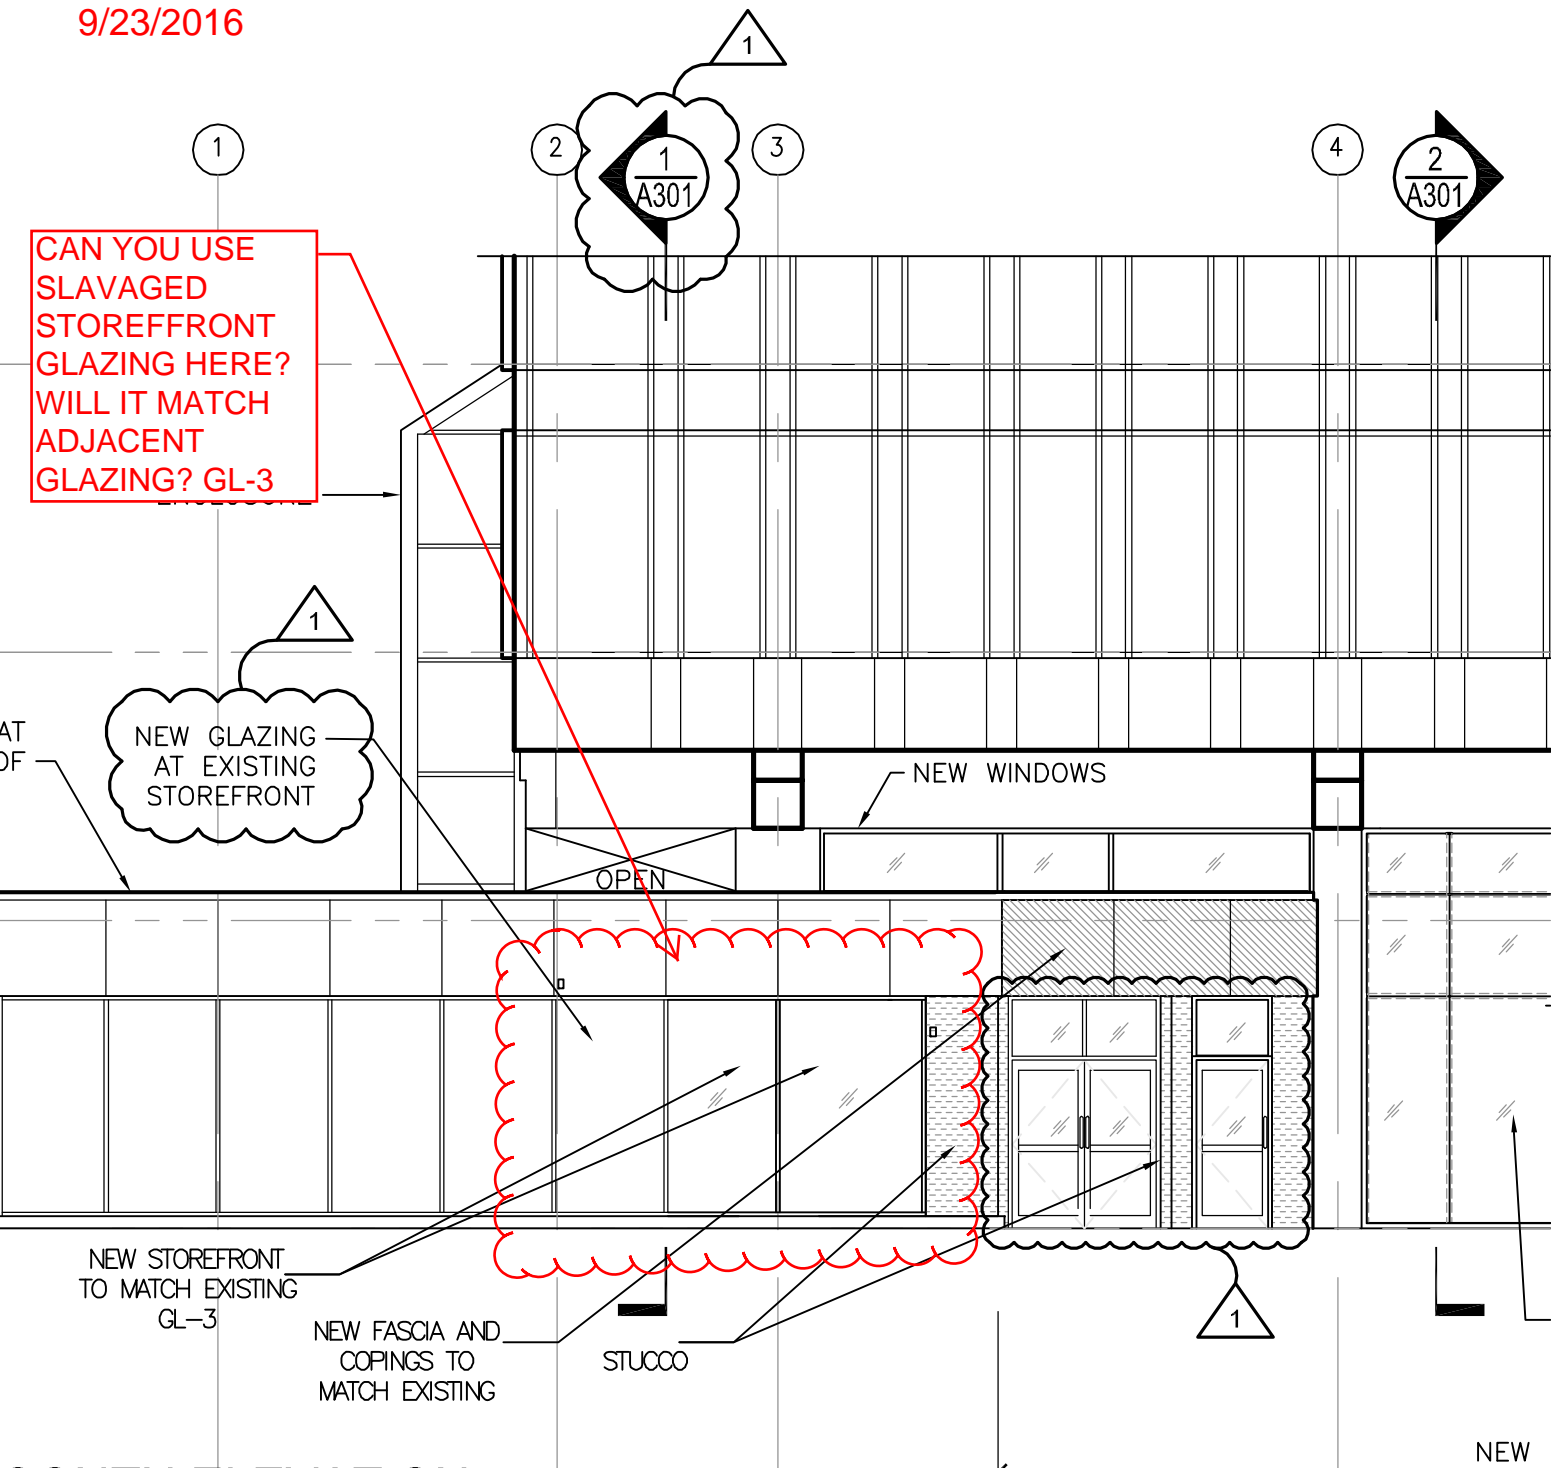 9/23/2016
1
1
2
1
A301
3
4
2
A301
CAN YOU USE
SLAVAGED
STOREFFRONT
GLAZING HERE?
WILL IT MATCH
ADJACENT
GLAZING? GL-3
1
AT
OF
NEW GLAZING
AT EXISTING
STOREFRONT
NEW WINDOWS
OPEN
NEW STOREFRONT
TO MATCH EXISTING
GL-3
NEW FASCIA AND
COPINGS TO
MATCH EXISTING
STUCCO
1
NEW